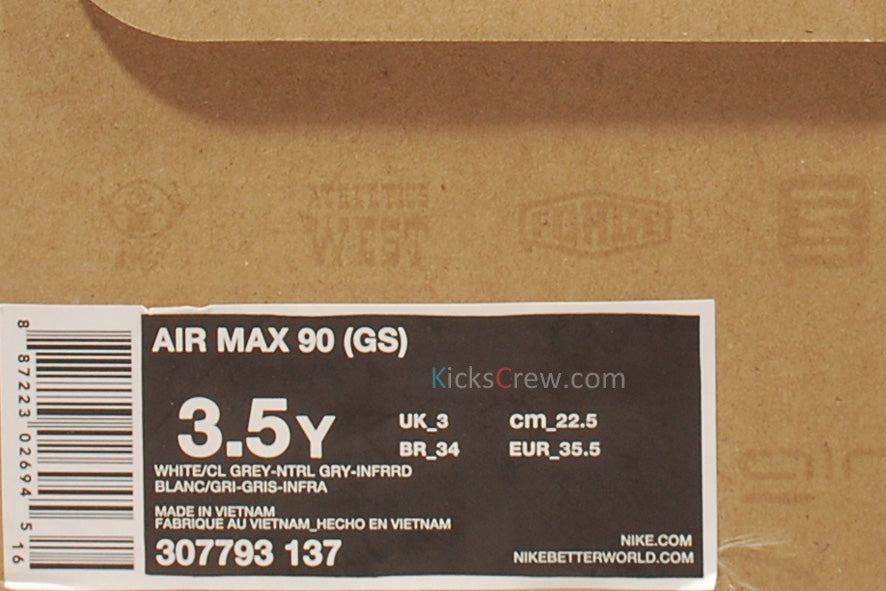 FORCE
8 87223 02694 5 16
AIR MAX 90 (GS)
KicksCrew.com
3.5Y
UK_3 cm_22.5
BR_34 EUR_35.5
WHITE/CL GREY-NTRL GRY-INFRRD
BLANC/GRI-GRIS-INFRA
MADE IN VIETNAM
FABRIQUE AU VIETNAM_HECHO EN VIETNAM
307793 137
NIKE.COM
NIKEBETTERWORLD.COM